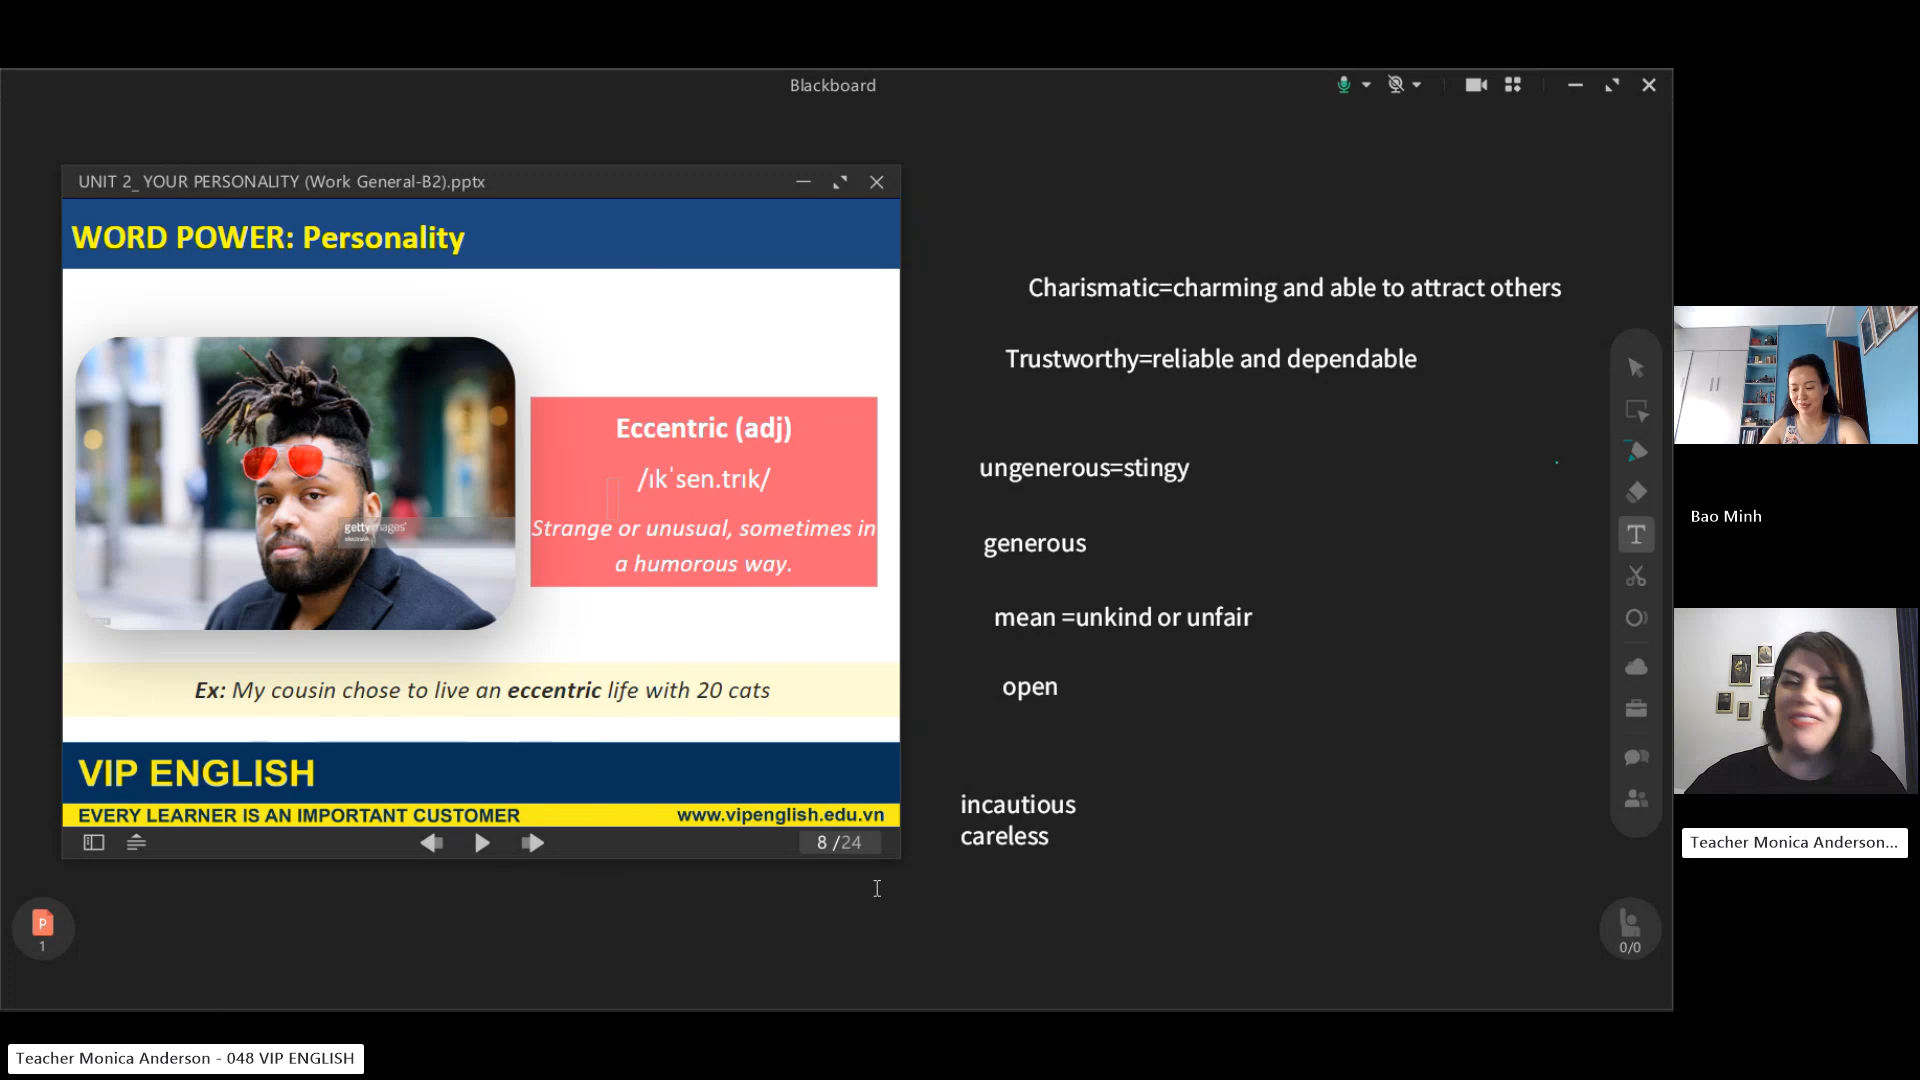 Blackboard
UNIT 2_ YOUR PERSONALITY (Work General-B2).pptx
WORD POWER: Personality
gettyimages
Eccentric (adj)
/ɪkˈsen.trɪk/
Strange or unusual, sometimes in
a humorous way.
Ex: My cousin chose to live an eccentric life with 20 cats
VIP ENGLISH
EVERY LEARNER IS AN IMPORTANT CUSTOMER
www.vipenglish.edu.vn
8 /24
P
1
Charismatic=charming and able to attract others
Trustworthy=reliable and dependable
ungenerous=stingy
generous
mean =unkind or unfair
open
incautious
careless
T
0/0
Bao Minh
Teacher Monica Anderson...
Teacher Monica Anderson - 048 VIP ENGLISH